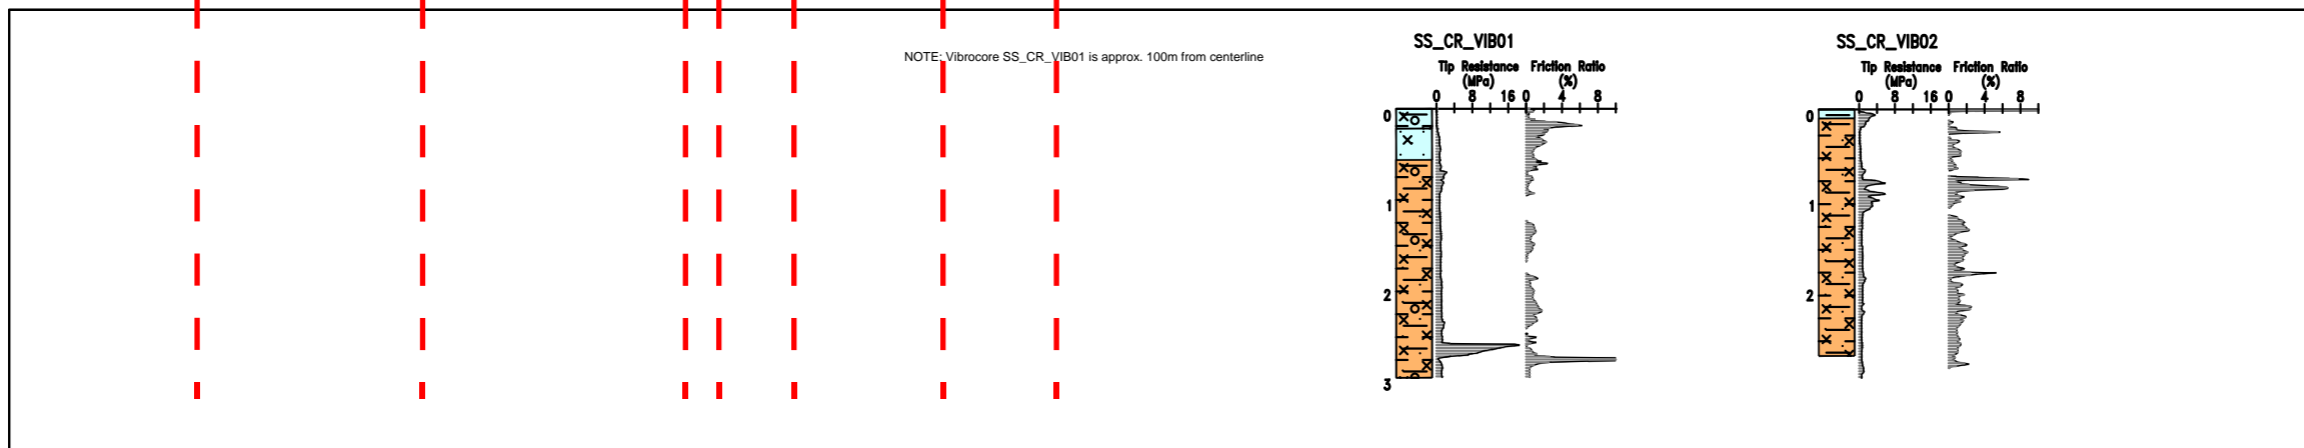 NOTE: Vibrocore SS_CR_VIB01 is approx. 100m from centerline
SS_CR_VIB01
Tip Resistance Friction Ratio
(MPa) (%)
0 8 16 0 4 8
0
1
2
3
SS_CR_VIB02
Tip Resistance Friction Ratio
(MPa) (%)
0 8 16 0 4 8
0
1
2